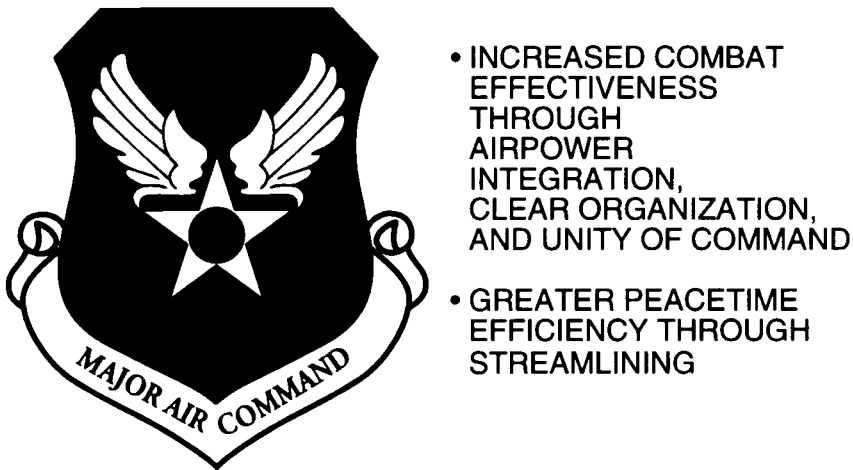 • INCREASED COMBAT
EFFECTIVENESS
THROUGH
AIRPOWER
INTEGRATION,
CLEAR ORGANIZATION,
AND UNITY OF COMMAND
• GREATER PEACETIME
EFFICIENCY THROUGH
STREAMLINING
MAJOR AIR COMMAND